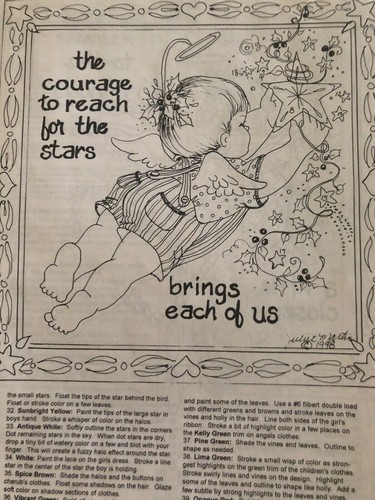 the
courage
to reach
for the
stars
brings
each of us
© 1998
the small stars. Float the tips of the star behind the bird.
Float or stroke color on a few leaves.
32. Sunbright Yellow: Paint the tips of the large star in
boys hand. Stroke a whisper of color on the halos.
33. Antique White: Softly outline the stars in the corners.
Dot remaining stars in the sky. When dot stars are dry,
drop a tiny bit of watery color on a few and blot with your
finger. This will create a fuzzy halo effect around the star.
34. White: Paint lace on the girls dress. Stroke a line
star in the center of the star the boy is holding.
35. Spice Brown: Shade the halos and the buttons on
cherub's clothes. Float some shadows on hair. Glaze
soft color on shadow sections of clothes.
36. Vibrant Green:
and paint some of the leaves. Use a #6 filbert double load
with different greens and browns and stroke leaves on the
vines and holly in the hair. Line both sides of the girl's
ribbon. Stroke a bit of highlight color in a few places on
the Kelly Green trim on angels clothes.
37. Pine Green: Shade the vines and leaves. Outline to
shape as needed.
38. Lima Green: Stroke a small wisp of color as stron-
gest highlights on the green trim of the children's clothes.
Stroke swirly lines and vines on the design. Highlight
some of the leaves and outline to shape like holly. Add a
few subtle by strong highlights to the leaves and vines.